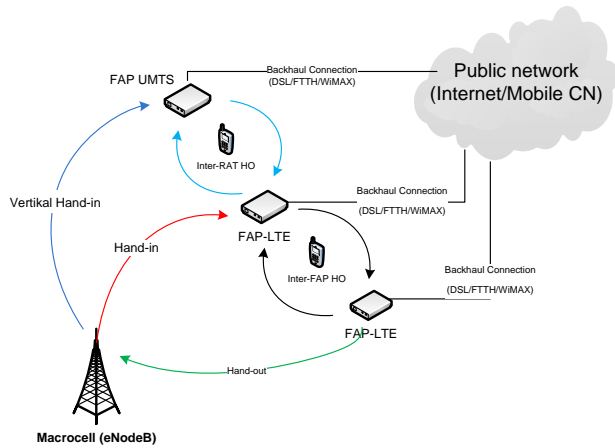 FAP UMTS
Backhaul Connection
(DSL/FTTH/WiMAX)
Public network
(Internet/Mobile CN)
Inter-RAT HO
Vertikal Hand-in
Backhaul Connection
(DSL/FTTH/WiMAX)
FAP-LTE
Hand-in
Inter-FAP HO
Backhaul Connection
(DSL/FTTH/WiMAX)
FAP-LTE
Hand-out
Macrocell (eNodeB)